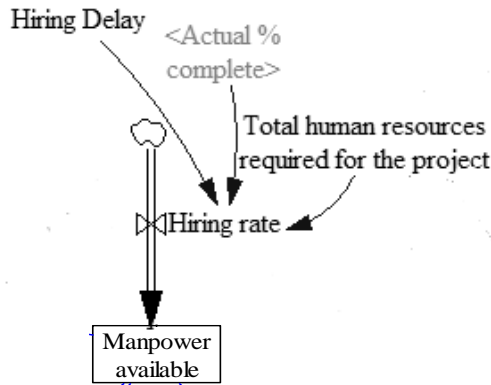 Hiring Delay
<Actual %
complete>
Total human resources
required for the project
Hiring rate
Manpower
available